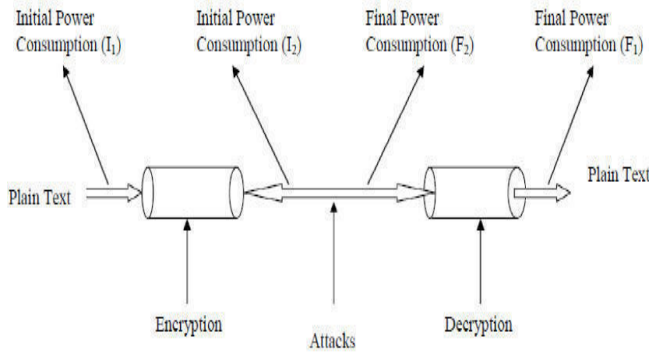 Initial Power
Consumption (I₁)
Initial Power
Consumption (I₂)
Final Power
Consumption (F₂)
Final Power
Consumption (F₁)
Plain Text
Plain Text
Encryption
Attacks
Decryption